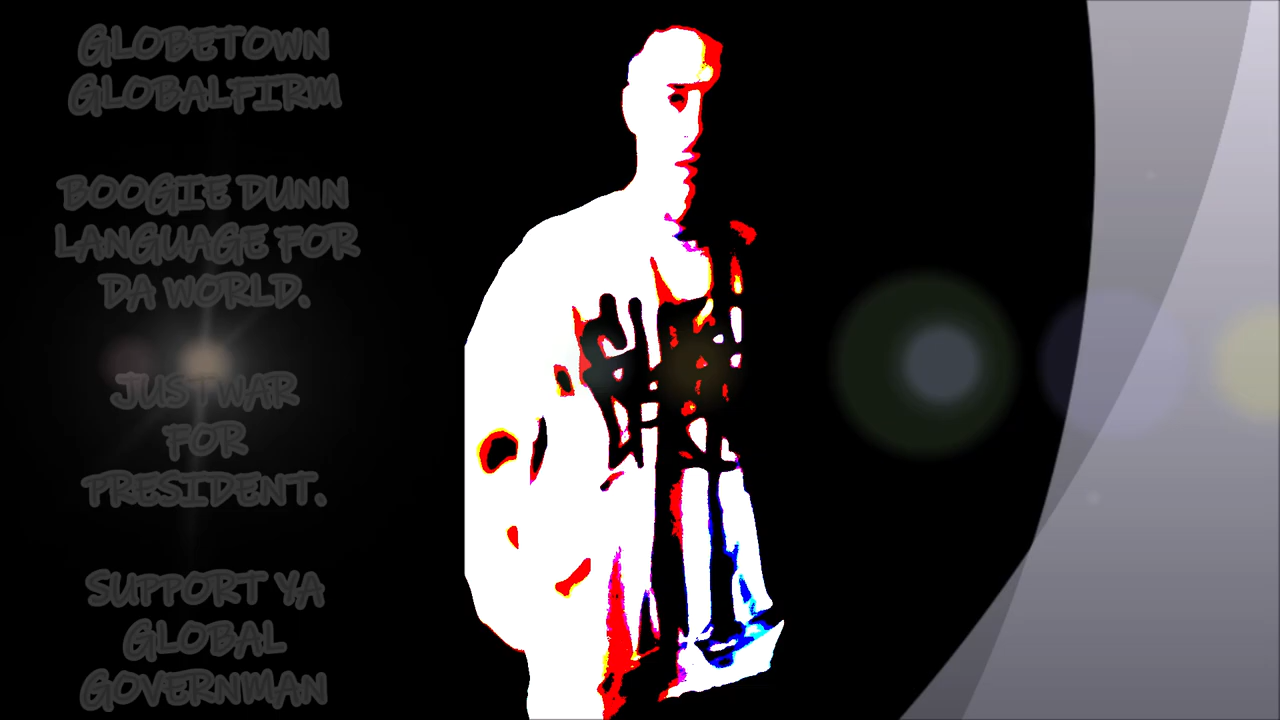 GLOBETOWN
GLOBALFIRM
BOOGIE DUNN
LANGUAGE FOR
DA WORLD.
JUSTWAR
FOR
PRESIDENT.
SUPPORT YA
GLOBAL
GOVERNMAN